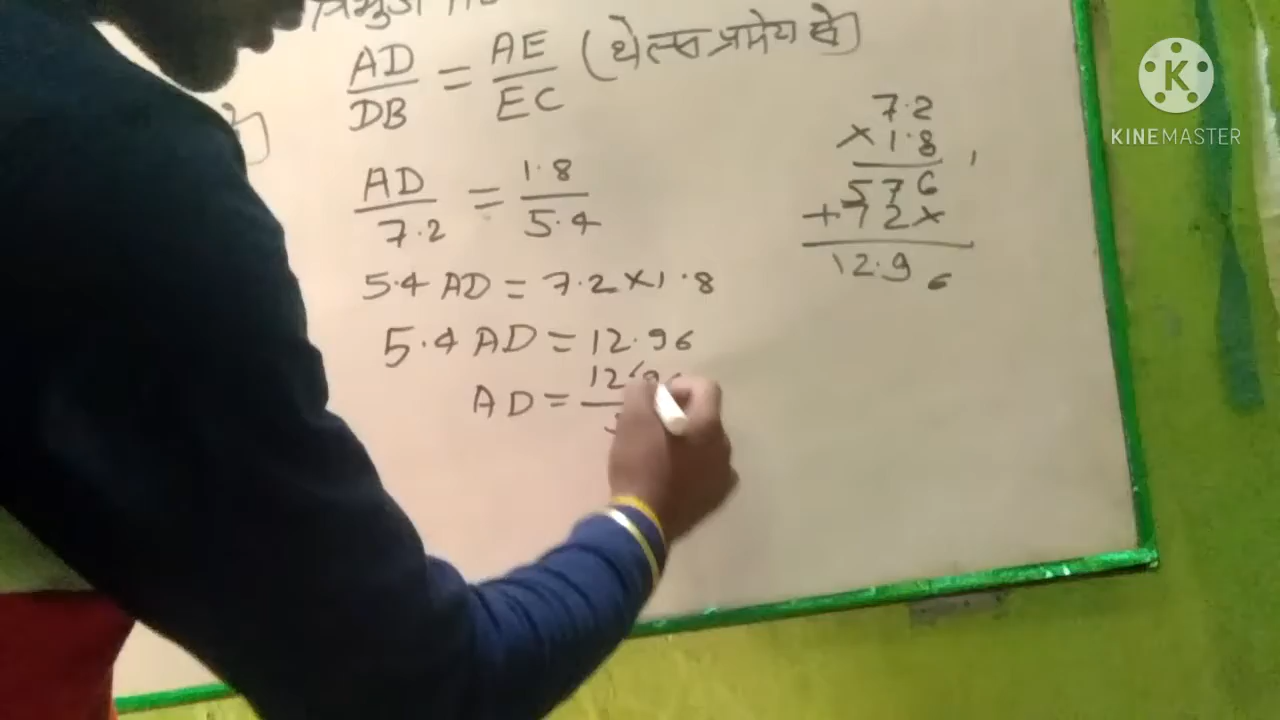 त्रिभुज
AD/DB = AE/EC (थेल्स प्रमेय से)
AD/7.2 = 1.8/5.4
5.4 AD = 7.2×1.8
5.4 AD = 12.96
AD = 12.96
7.2
×1.8
576
+72×
12.96
K
KINEMASTER